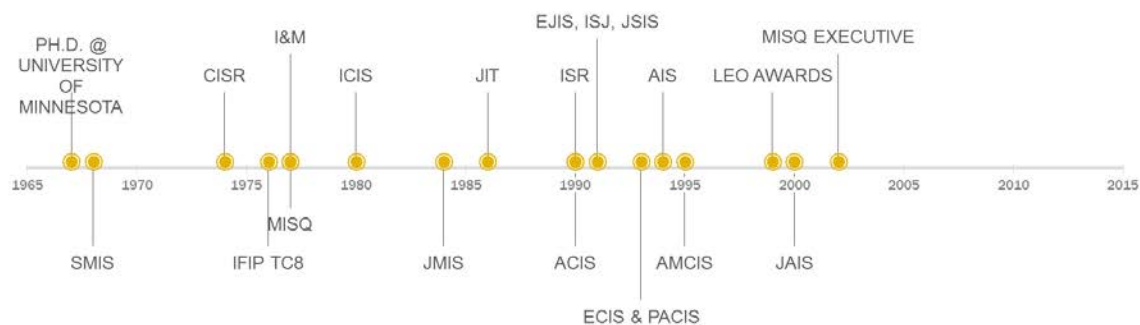 EJIS, ISJ, JSIS
I&M
MISQ EXECUTIVE
PH.D. @
UNIVERSITY
OF
MINNESOTA
CISR
ICIS
JIT
ISR
AIS
LEO AWARDS
1965
1970
1975
1980
1985
1990
1995
2000
2005
2010
2015
MISQ
SMIS
IFIP TC8
JMIS
ACIS
AMCIS
JAIS
ECIS & PACIS